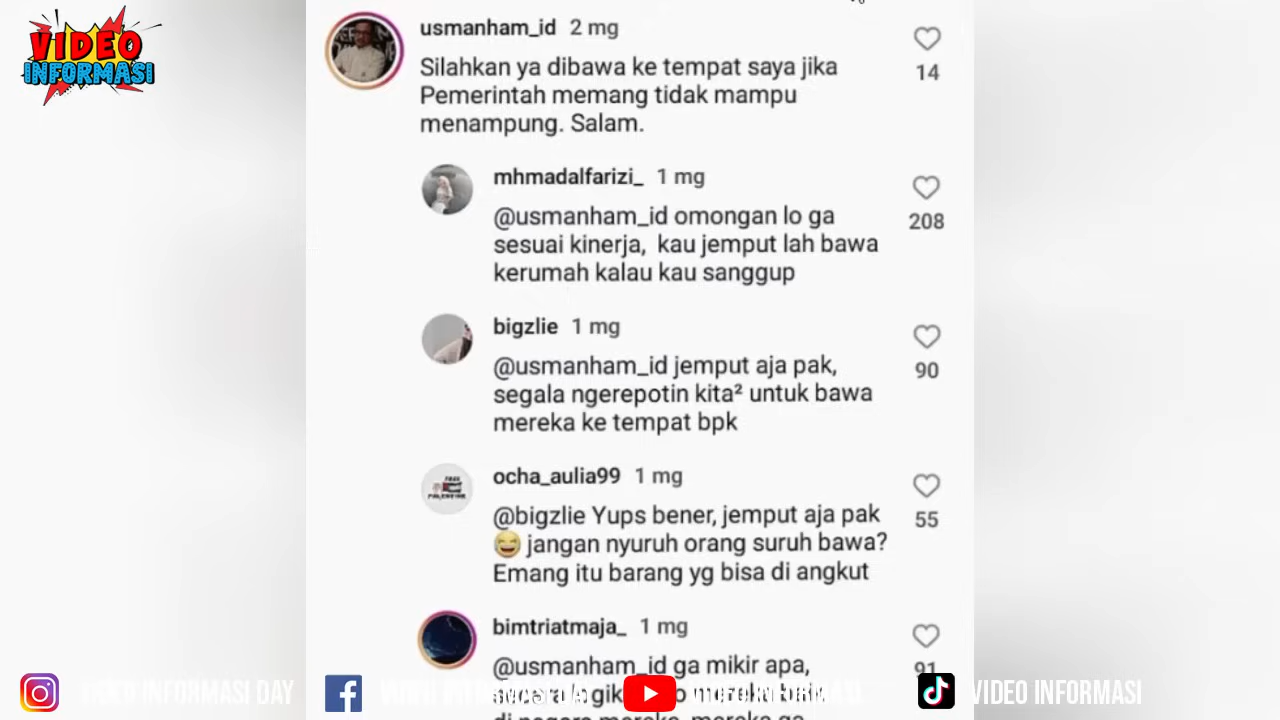 VIDEO
INFORMASI
usmanham_id 2 mg
Silahkan ya dibawa ke tempat saya jika
Pemerintah memang tidak mampu
menampung. Salam.
14
mhmadalfarizi_ 1 mg
@usmanham_id omongan lo ga
sesuai kinerja, kau jemput lah bawa
kerumah kalau kau sanggup
208
bigzlie 1 mg
@usmanham_id jemput aja pak,
segala ngerepotin kita² untuk bawa
mereka ke tempat bpk
90
ocha_aulia99 1 mg
@bigzlie Yups bener, jemput aja pak
😆 jangan nyuruh orang suruh bawa?
Emang itu barang yg bisa di angkut
55
bimtriatmaja_ 1 mg
@usmanham_id ga mikir apa,
91
VIDEO INFORMASI DAY
VIDEO INFORMASI